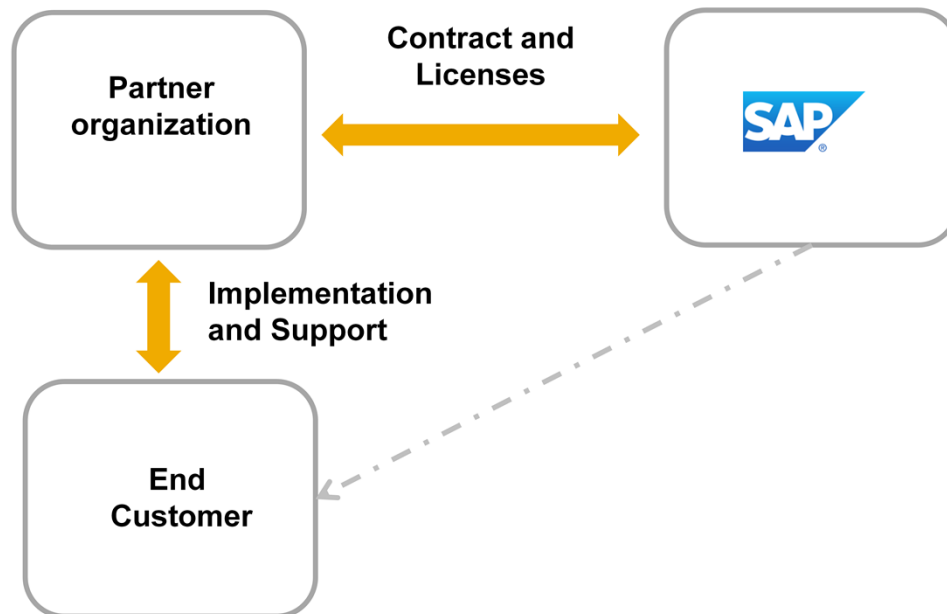 Partner
organization
Contract and
Licenses
SAP
®
Implementation
and Support
End
Customer